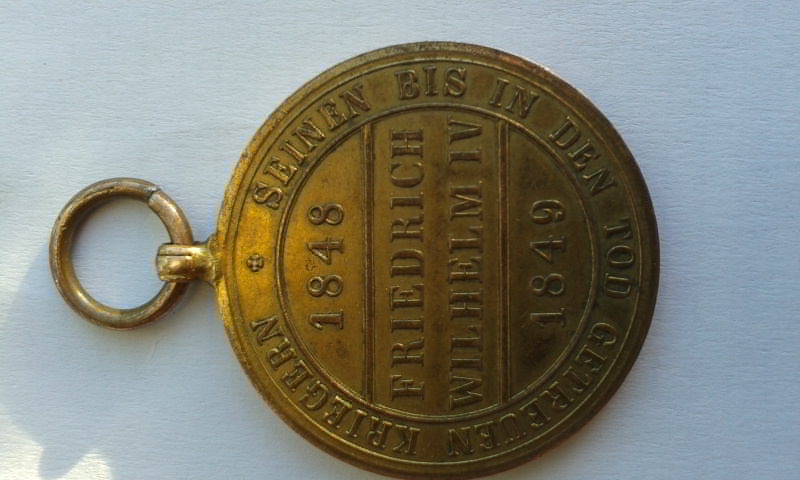 SEINEN BIS IN DEN TOD GETREUEN KRIEGERN
1848
FRIEDRICH
WILHELM IV
1849